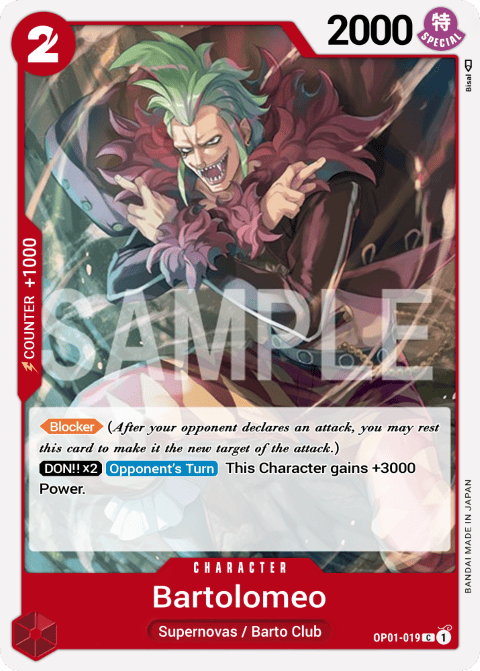 2
2000
特
SPECIAL
Bisai
COUNTER +1000
SAMPLE
Blocker (After your opponent declares an attack, you may rest
this card to make it the new target of the attack.)
DON!! x2 Opponent's Turn This Character gains +3000
Power.
BANDAI MADE IN JAPAN
CHARACTER
Bartolomeo
Supernovas / Barto Club
OP01-019 C 1